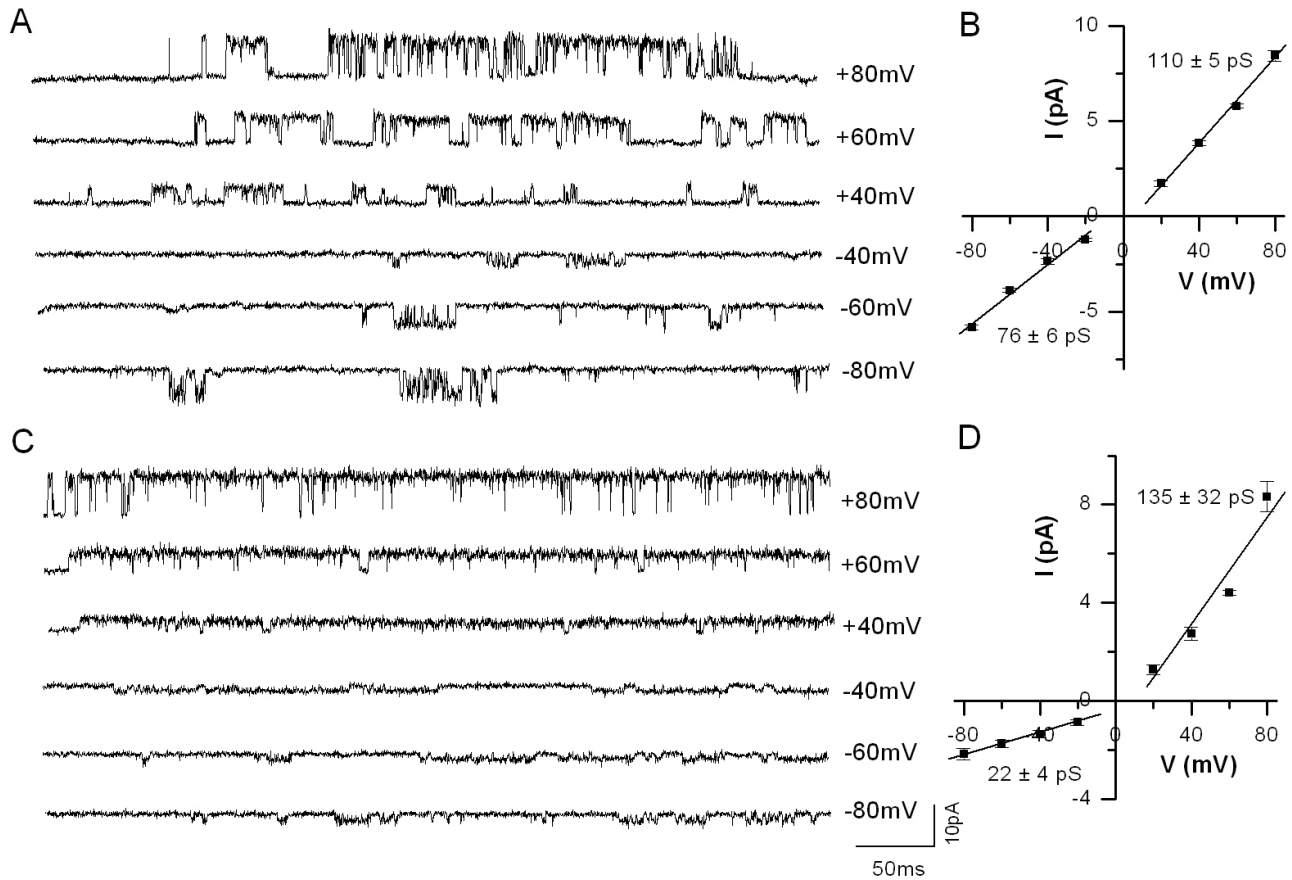 A
+80mV
+60mV
+40mV
-40mV
-60mV
-80mV
B
10
5
0
-5
I (pA)
110 ± 5 pS
-80
-40
0
40
80
V (mV)
76 ± 6 pS
C
+80mV
+60mV
+40mV
-40mV
-60mV
-80mV
10pA
50ms
D
8
4
0
-4
I (pA)
135 ± 32 pS
-80
-40
0
40
80
V (mV)
22 ± 4 pS